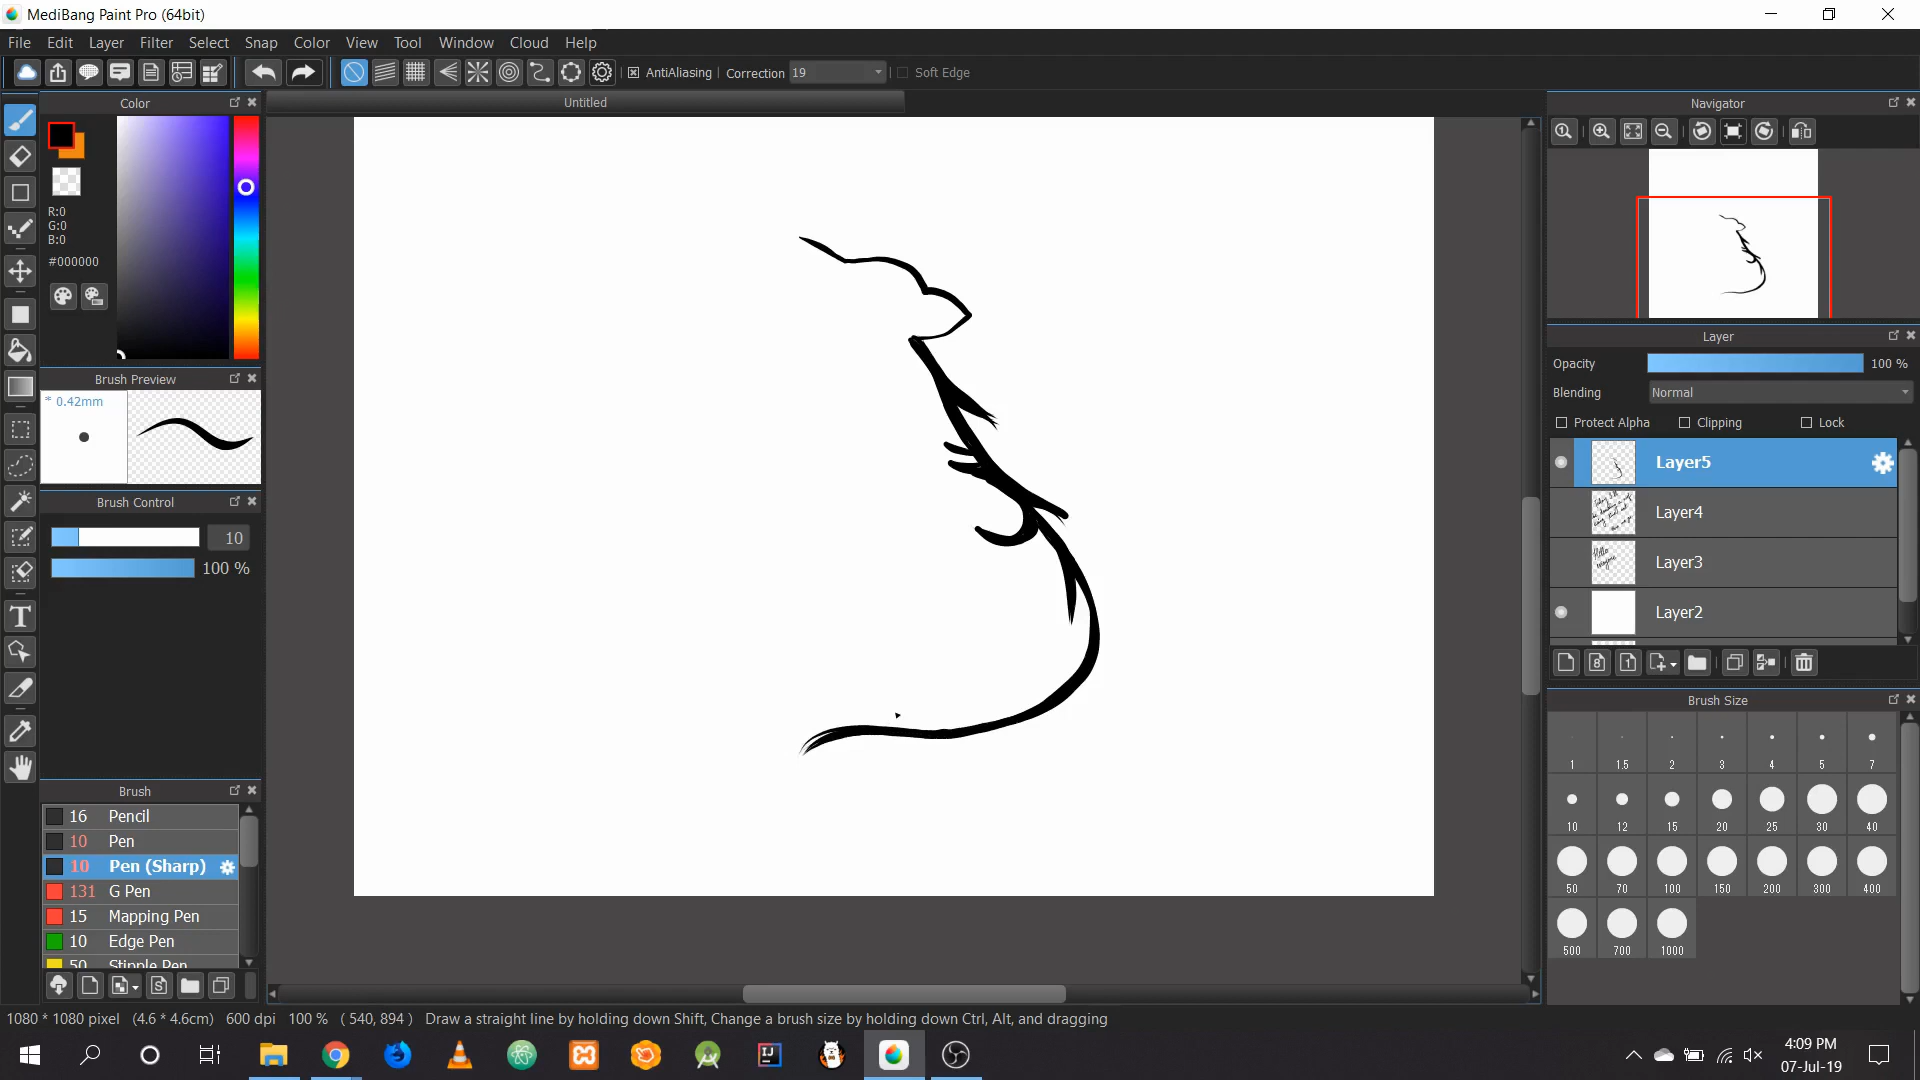 MediBang Paint Pro (64bit)
File Edit Layer Filter Select Snap Color View Tool Window Cloud Help
AntiAliasing Correction 19 Soft Edge
Color
Untitled
Navigator
R:0
G:0
B:0
#000000
Brush Preview
* 0.42mm
Brush Control
10
100 %
Layer
Opacity 100 %
Blending Normal
Protect Alpha Clipping Lock
Layer5
Layer4
Layer3
Layer2
Brush Size
1 1.5 2 3 4 5 7
10 12 15 20 25 30 40
50 70 100 150 200 300 400
500 700 1000
Brush
16 Pencil
10 Pen
10 Pen (Sharp)
131 G Pen
15 Mapping Pen
10 Edge Pen
50 Stipple Pen
1080 * 1080 pixel (4.6 * 4.6cm) 600 dpi 100 % ( 540, 894 ) Draw a straight line by holding down Shift, Change a brush size by holding down Ctrl, Alt, and dragging
4:09 PM
07-Jul-19